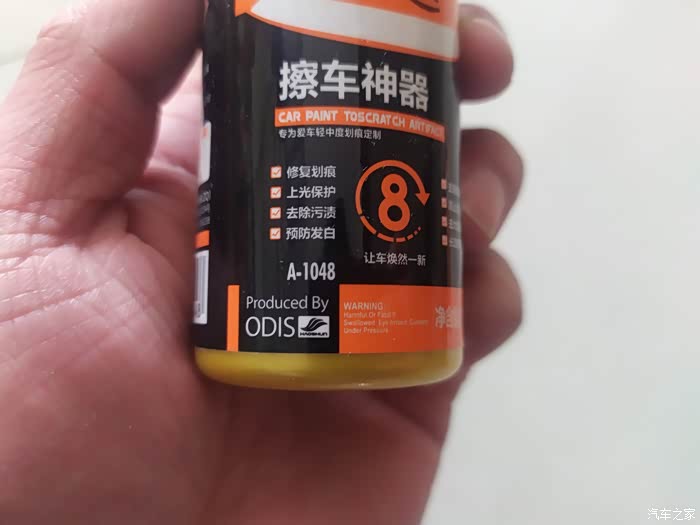 擦车神器
CAR PAINT TOSCRATCH ARTIFACT
专为爱车轻中度划痕定制
修复划痕
上光保护
去除污渍
预防发白
8
让车焕然一新
A-1048
Produced By
ODIS HAOSHUN
WARNING:
Harmful Or Fatal If
Swallowed. Eye Irritant. Contents
Under Pressure.
净含
汽车之家